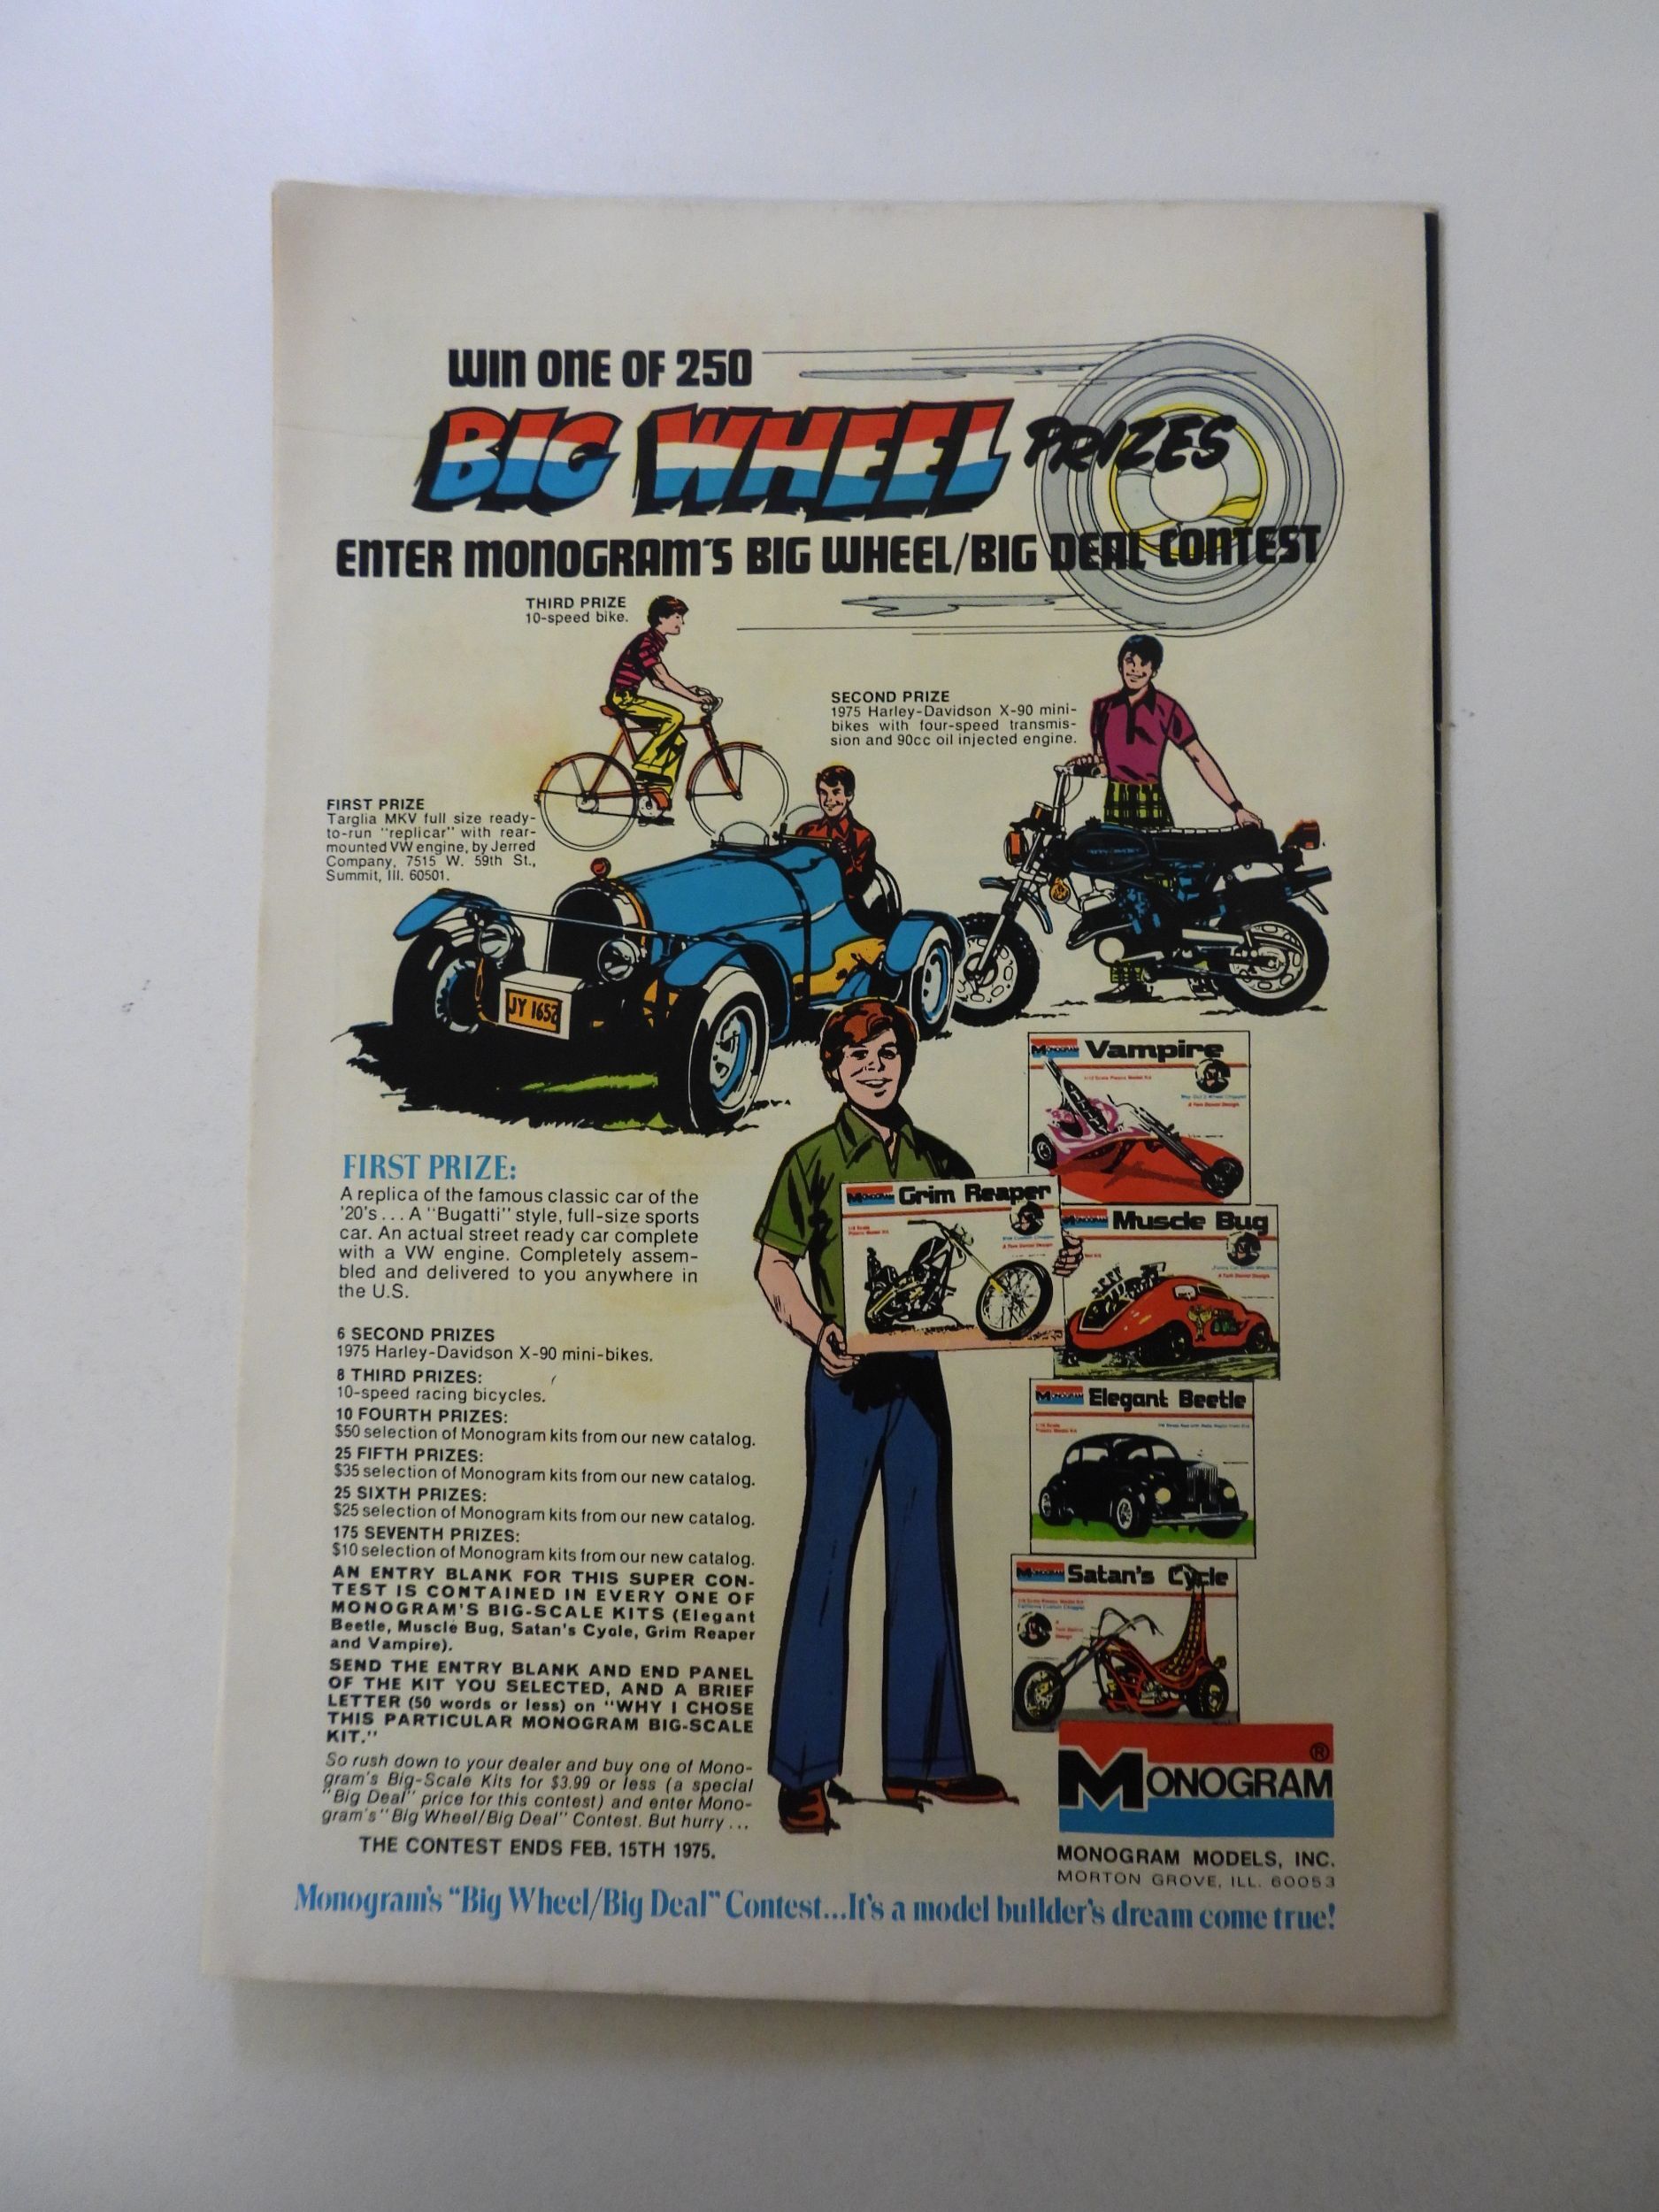 WIN ONE OF 250
BIG WHEEL PRIZES
ENTER MONOGRAM'S BIG WHEEL/BIG DEAL CONTEST
THIRD PRIZE
10-speed bike.
SECOND PRIZE
1975 Harley-Davidson X-90 mini-
bikes with four-speed transmis-
sion and 90cc oil injected engine.
FIRST PRIZE
Targlia MKV full size ready-
to-run "replicar" with rear-
mounted VW engine, by Jerred
Company, 7515 W. 59th St.,
Summit, Ill. 60501.
JY 1652
FIRST PRIZE:
A replica of the famous classic car of the
'20's... A "Bugatti" style, full-size sports
car. An actual street ready car complete
with a VW engine. Completely assem-
bled and delivered to you anywhere in
the U.S.
6 SECOND PRIZES
1975 Harley-Davidson X-90 mini-bikes.
8 THIRD PRIZES:
10-speed racing bicycles.
10 FOURTH PRIZES:
$50 selection of Monogram kits from our new catalog.
25 FIFTH PRIZES:
$35 selection of Monogram kits from our new catalog.
25 SIXTH PRIZES:
$25 selection of Monogram kits from our new catalog.
175 SEVENTH PRIZES:
$10 selection of Monogram kits from our new catalog.
AN ENTRY BLANK FOR THIS SUPER CON-
TEST IS CONTAINED IN EVERY ONE OF
MONOGRAM'S BIG-SCALE KITS (Elegant
Beetle, Muscle Bug, Satan's Cycle, Grim Reaper
and Vampire).
SEND THE ENTRY BLANK AND END PANEL
OF THE KIT YOU SELECTED, AND A BRIEF
LETTER (50 words or less) on "WHY I CHOSE
THIS PARTICULAR MONOGRAM BIG-SCALE
KIT."
So rush down to your dealer and buy one of Mono-
gram's Big-Scale Kits for $3.99 or less (a special
"Big Deal" price for this contest) and enter Mono-
gram's "Big Wheel/Big Deal" Contest. But hurry...
THE CONTEST ENDS FEB. 15TH 1975.
MONOGRAM Vampire
A Tom Daniel Design
MONOGRAM Grim Reaper
A Tom Daniel Design
MONOGRAM Muscle Bug
A Tom Daniel Design
MONOGRAM Elegant Beetle
MONOGRAM Satan's Cycle
MONOGRAM ®
MONOGRAM MODELS, INC.
MORTON GROVE, ILL. 60053
Monogram's "Big Wheel/Big Deal" Contest...It's a model builder's dream come true!